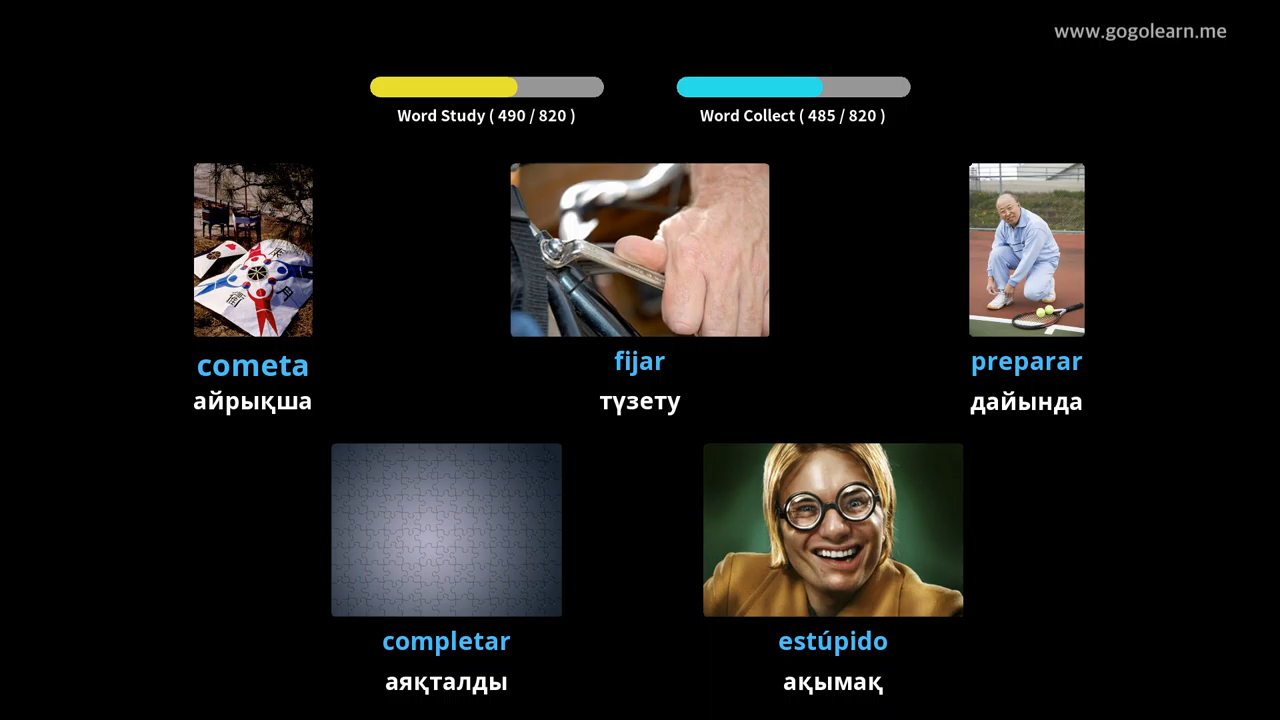 www.gogolearn.me
Word Study ( 490 / 820 )
Word Collect ( 485 / 820 )
cometa
айрықша
fijar
түзету
preparar
дайында
completar
аяқталды
estúpido
ақымақ